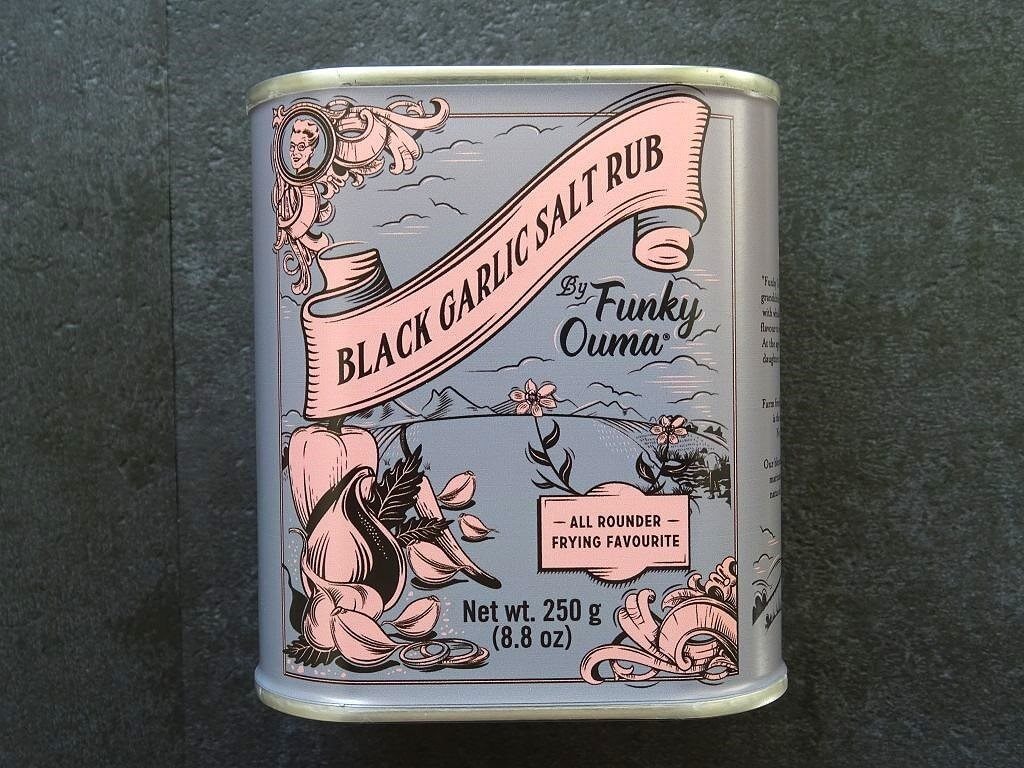 BLACK GARLIC SALT RUB
By Funky
Ouma®
– ALL ROUNDER –
FRYING FAVOURITE
Net wt. 250 g
(8.8 oz)